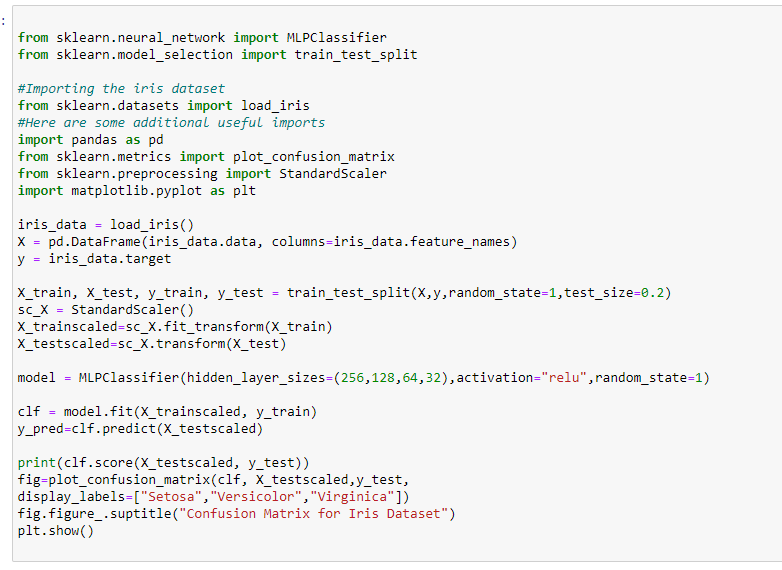 :
from sklearn.neural_network import MLPClassifier
from sklearn.model_selection import train_test_split
#Importing the iris dataset
from sklearn.datasets import load_iris
#Here are some additional useful imports
import pandas as pd
from sklearn.metrics import plot_confusion_matrix
from sklearn.preprocessing import StandardScaler
import matplotlib.pyplot as plt
iris_data = load_iris()
X = pd.DataFrame(iris_data.data, columns=iris_data.feature_names)
y = iris_data.target
X_train, X_test, y_train, y_test = train_test_split(X,y,random_state=1,test_size=0.2)
sc_X = StandardScaler()
X_trainscaled=sc_X.fit_transform(X_train)
X_testscaled=sc_X.transform(X_test)
model = MLPClassifier(hidden_layer_sizes=(256,128,64,32),activation="relu",random_state=1)
clf = model.fit(X_trainscaled, y_train)
y_pred=clf.predict(X_testscaled)
print(clf.score(X_testscaled, y_test))
fig=plot_confusion_matrix(clf, X_testscaled,y_test,
display_labels=["Setosa","Versicolor","Virginica"])
fig.figure_.suptitle("Confusion Matrix for Iris Dataset")
plt.show()